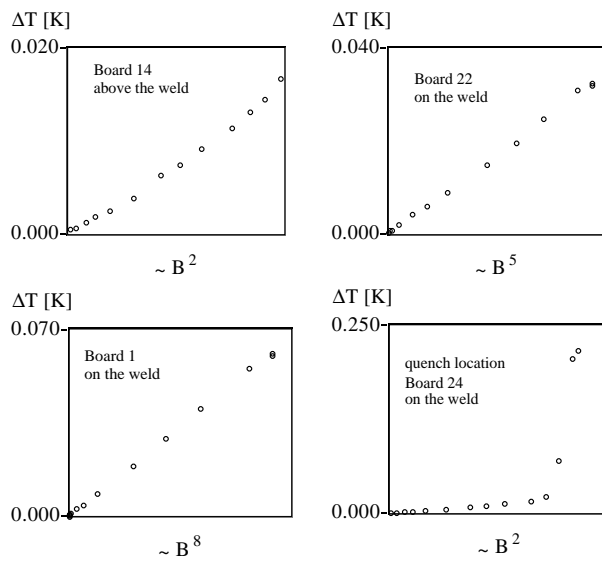 ΔT [K]
0.020
Board 14
above the weld
0.000
~ B 2
ΔT [K]
0.040
Board 22
on the weld
0.000
~ B 5
ΔT [K]
0.070
Board 1
on the weld
0.000
~ B 8
ΔT [K]
0.250
quench location
Board 24
on the weld
0.000
~ B 2